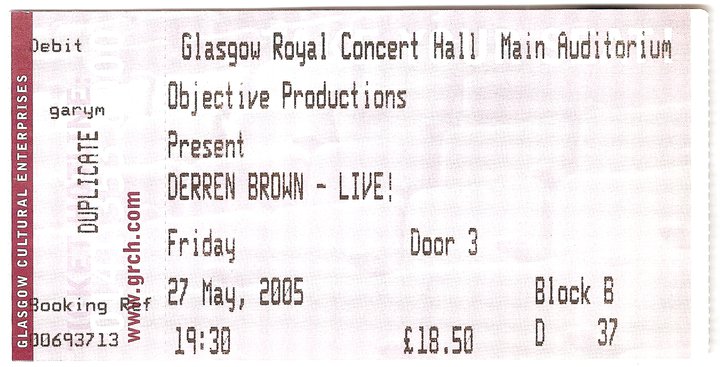 GLASGOW CULTURAL ENTERPRISES
Debit
garym
DUPLICATE
www.grch.com
Booking Ref
00693713
Glasgow Royal Concert Hall Main Auditorium
Objective Productions
Present
DERREN BROWN - LIVE!
Friday Door 3
27 May, 2005 Block B
19:30 £18.50 D 37